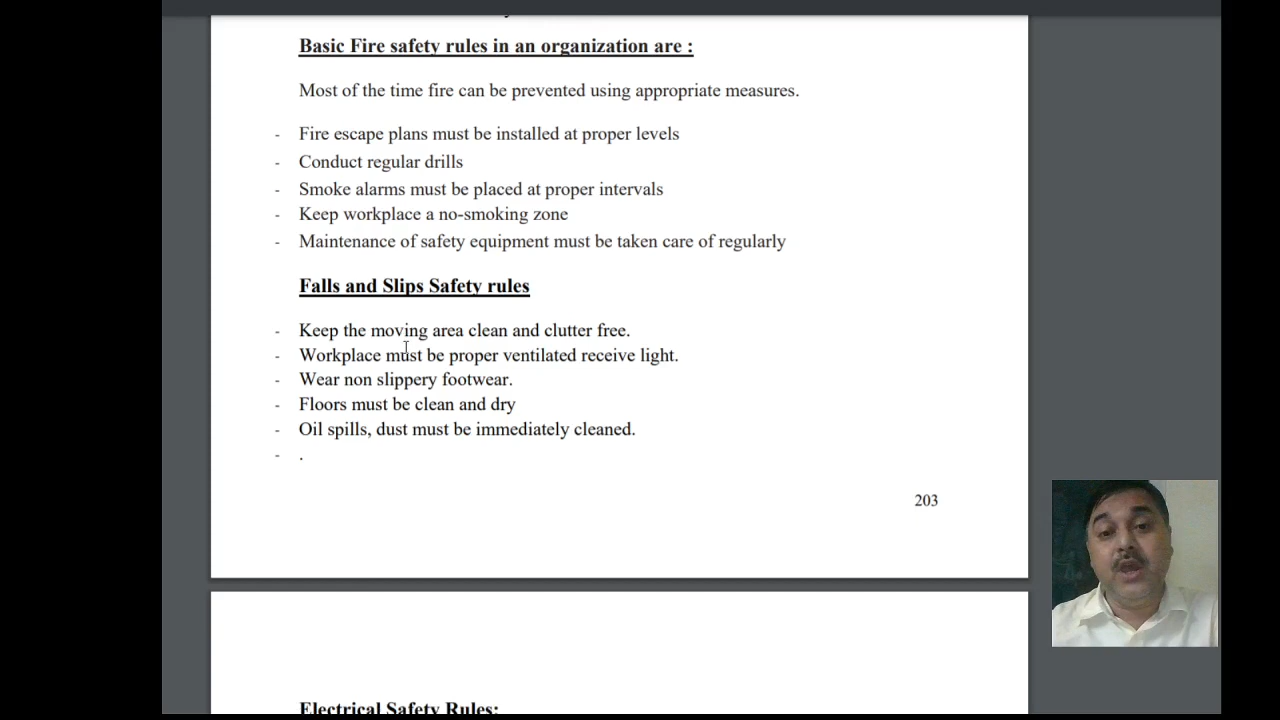 Basic Fire safety rules in an organization are :
Most of the time fire can be prevented using appropriate measures.
- Fire escape plans must be installed at proper levels
- Conduct regular drills
- Smoke alarms must be placed at proper intervals
- Keep workplace a no-smoking zone
- Maintenance of safety equipment must be taken care of regularly
Falls and Slips Safety rules
- Keep the moving area clean and clutter free.
- Workplace must be proper ventilated receive light.
- Wear non slippery footwear.
- Floors must be clean and dry
- Oil spills, dust must be immediately cleaned.
- .
203
Electrical Safety Rules: